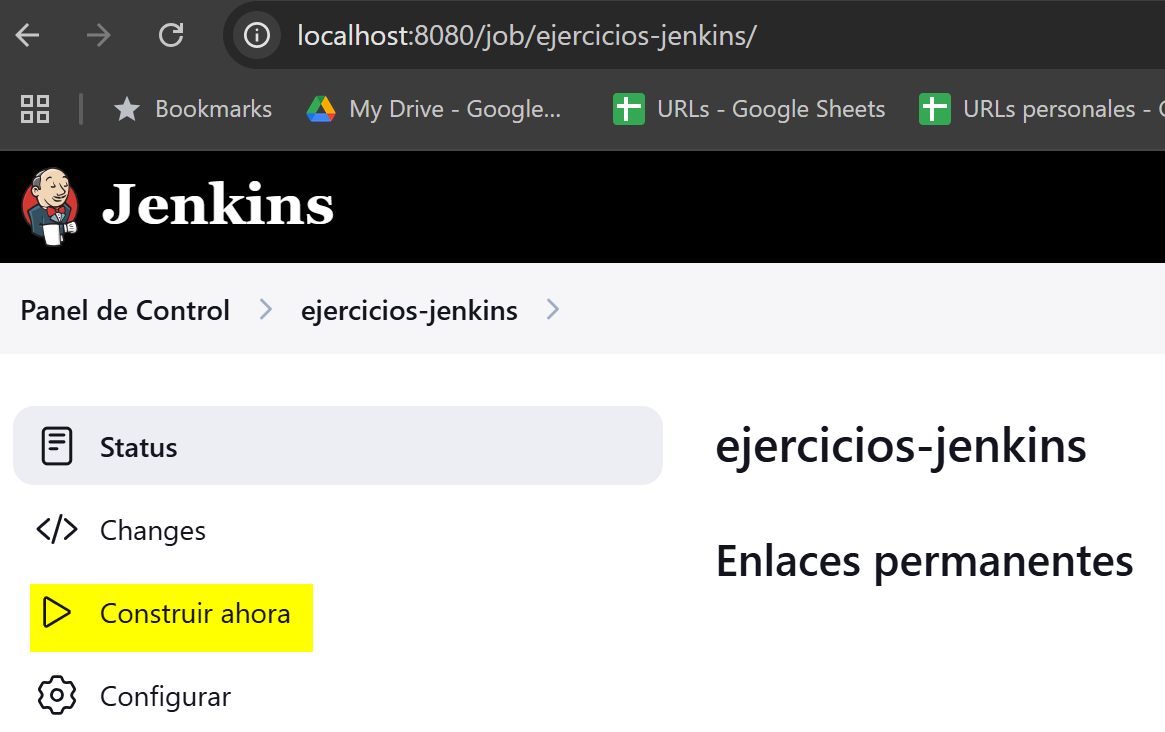 localhost:8080/job/ejercicios-jenkins/
Bookmarks My Drive - Google... URLs - Google Sheets URLs personales -
Jenkins
Panel de Control ejercicios-jenkins
Status
ejercicios-jenkins
Changes
Enlaces permanentes
Construir ahora
Configurar